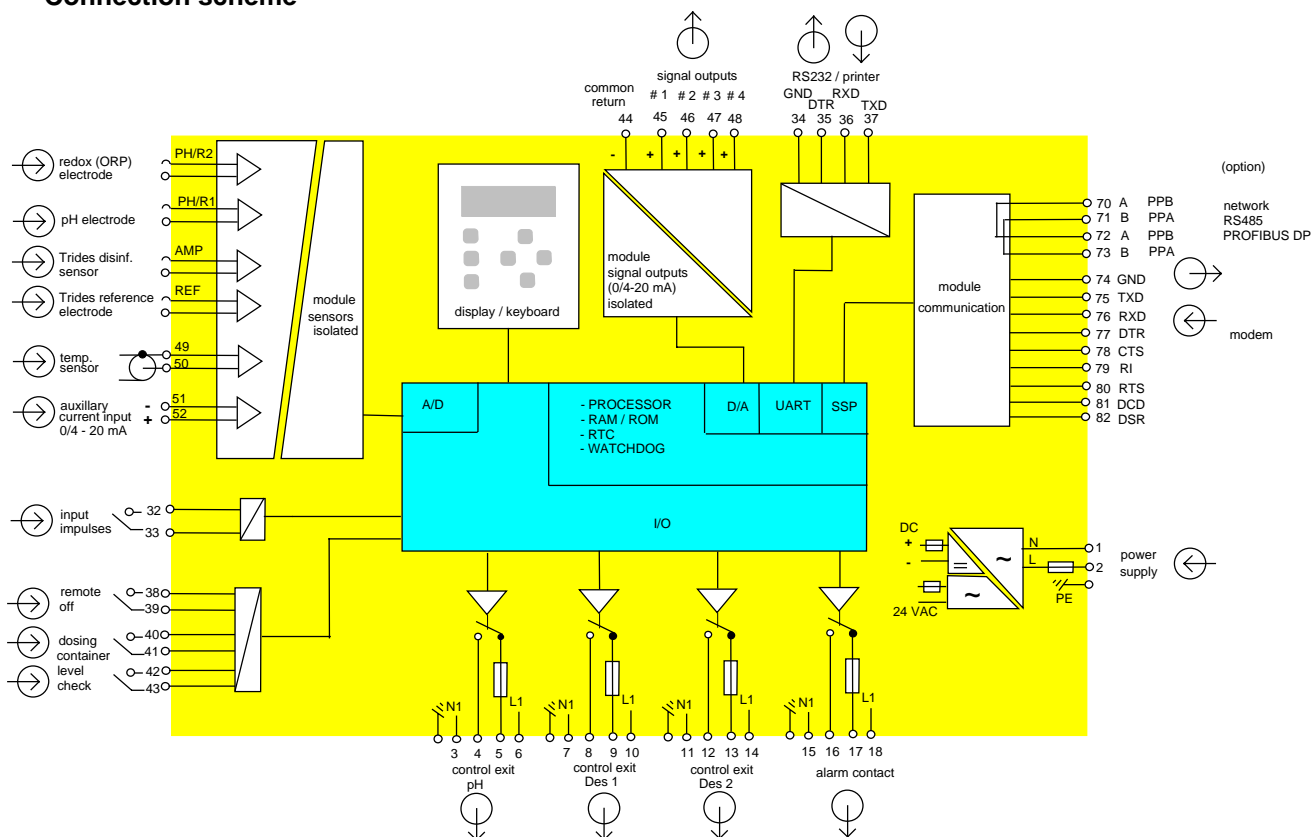 Connection scheme
signal outputs
RS232 / printer
common
return
# 1 # 2 # 3 # 4
GND RXD
DTR TXD
44 45 46 47 48
34 35 36 37
- + + + +
redox (ORP)
electrode
PH/R2
pH electrode
PH/R1
Trides disinf.
sensor
AMP
Trides reference
electrode
REF
temp.
sensor
49
50
auxillary
current input
0/4 - 20 mA
- 51
+ 52
module
sensors
isolated
display / keyboard
module
signal outputs
(0/4-20 mA)
isolated
module
communication
(option)
70 A PPB
71 B PPA
72 A PPB
73 B PPA
network
RS485
PROFIBUS DP
74 GND
75 TXD
76 RXD
77 DTR
78 CTS
79 RI
80 RTS
81 DCD
82 DSR
modem
A/D
- PROCESSOR
- RAM / ROM
- RTC
- WATCHDOG
D/A
UART
SSP
I/O
input
impulses
32
33
remote
off
38
39
dosing
container
level
check
40
41
42
43
DC
+
-
24 VAC
=
~
~
N
L
PE
1
2
power
supply
N1 L1
N1 L1
N1 L1
N1 L1
3 4 5 6
7 8 9 10
11 12 13 14
15 16 17 18
control exit
pH
control exit
Des 1
control exit
Des 2
alarm contact